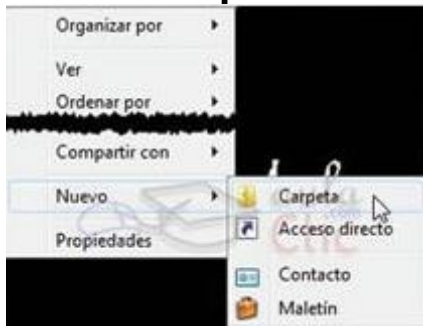 Organizar por
Ver
Ordenar por
Compartir con
Nuevo
Propiedades
Carpeta
Acceso directo
Contacto
Maletín